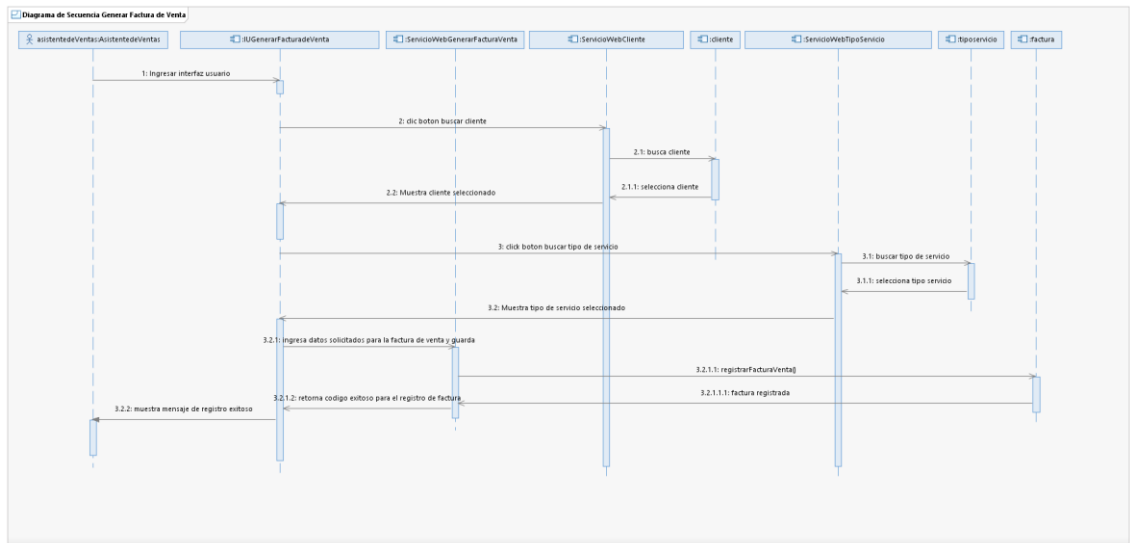 Diagrama de Secuencia Generar Factura de Venta
asistentedeVentas:AsistentedeVentas
:IUGenerarFacturadeVenta
:ServicioWebGenerarFacturaVenta
:ServicioWebCliente
:cliente
:ServicioWebTipoServicio
:tiposervicio
:factura
1: Ingresar interfaz usuario
2: clic boton buscar cliente
2.1: busca cliente
2.1.1: selecciona cliente
2.2: Muestra cliente seleccionado
3: click boton buscar tipo de servicio
3.1: buscar tipo de servicio
3.1.1: selecciona tipo servicio
3.2: Muestra tipo de servicio seleccionado
3.2.1: ingresa datos solicitados para la factura de venta y guarda
3.2.1.1: registrarFacturaVenta()
3.2.1.1.1: factura registrada
3.2.1.2: retorna codigo exitoso para el registro de factura
3.2.2: muestra mensaje de registro exitoso